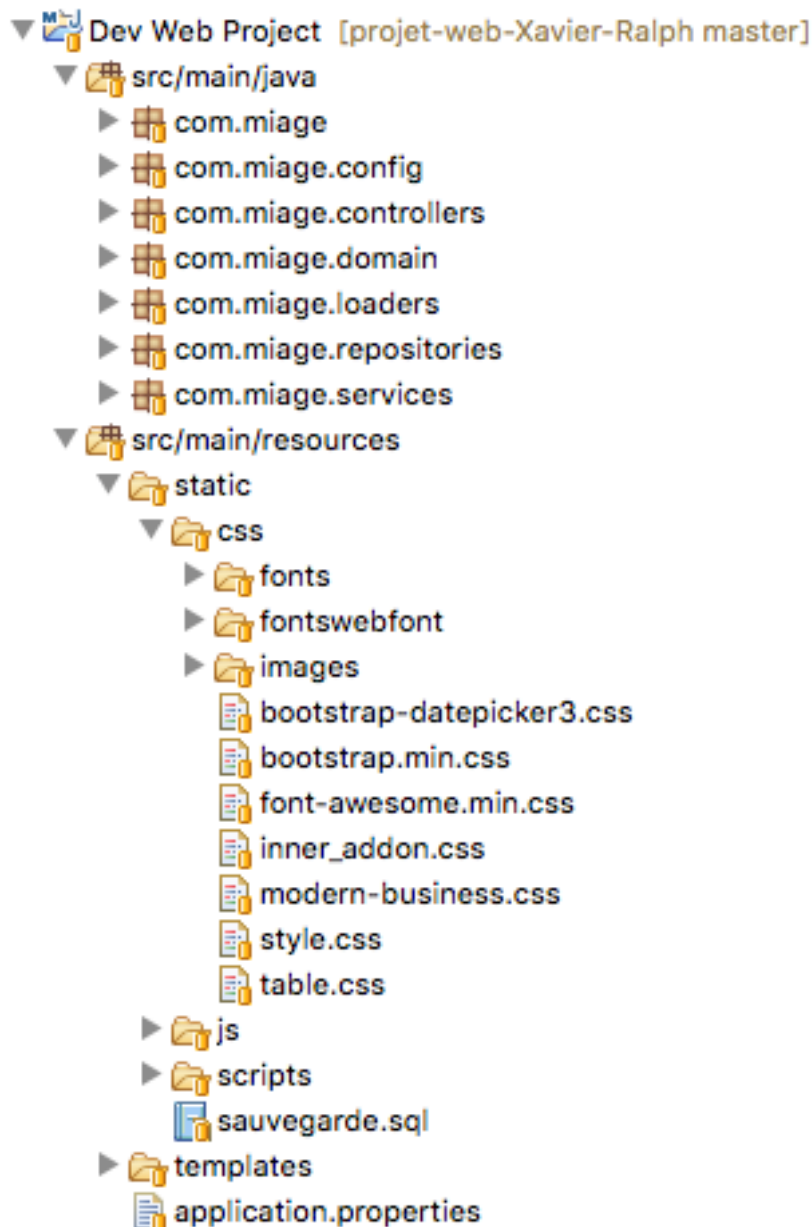 Dev Web Project [projet-web-Xavier-Ralph master]
src/main/java
com.miage
com.miage.config
com.miage.controllers
com.miage.domain
com.miage.loaders
com.miage.repositories
com.miage.services
src/main/resources
static
css
fonts
fontswebfont
images
bootstrap-datepicker3.css
bootstrap.min.css
font-awesome.min.css
inner_addon.css
modern-business.css
style.css
table.css
js
scripts
sauvegarde.sql
templates
application.properties